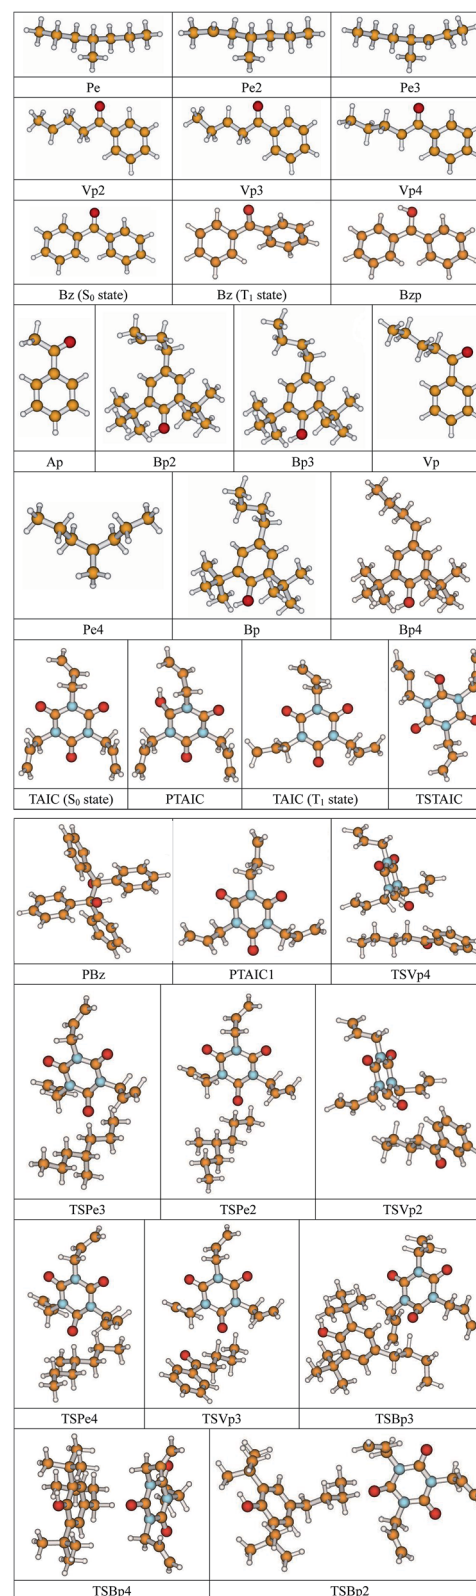 Pe Pe2 Pe3
Vp2 Vp3 Vp4
Bz (S₀ state) Bz (T₁ state) Bzp
Ap Bp2 Bp3 Vp
Pe4 Bp Bp4
TAIC (S₀ state) PTAIC TAIC (T₁ state) TSTAIC
PBz PTAIC1 TSVp4
TSPe3 TSPe2 TSVp2
TSPe4 TSVp3 TSBp3
TSBp4 TSBp2